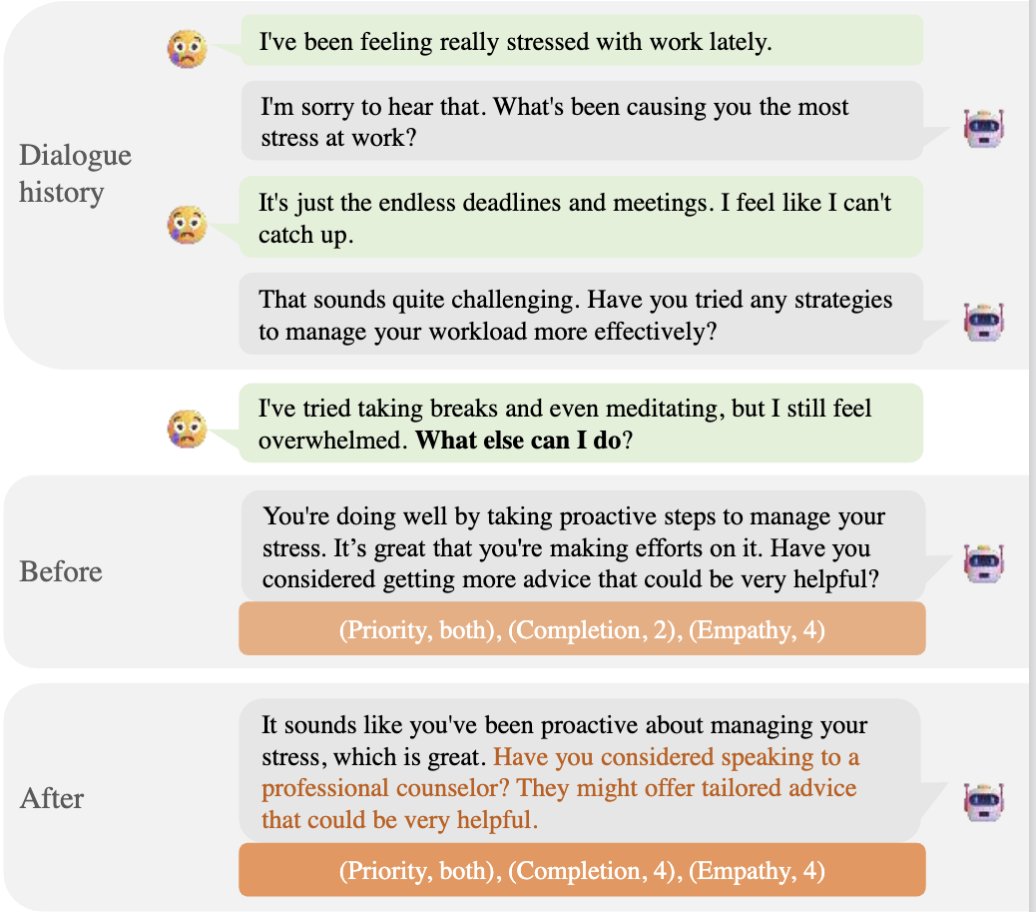 I've been feeling really stressed with work lately.
I'm sorry to hear that. What's been causing you the most
stress at work?
Dialogue
history
It's just the endless deadlines and meetings. I feel like I can't
catch up.
That sounds quite challenging. Have you tried any strategies
to manage your workload more effectively?
I've tried taking breaks and even meditating, but I still feel
overwhelmed. What else can I do?
Before
You're doing well by taking proactive steps to manage your
stress. It’s great that you're making efforts on it. Have you
considered getting more advice that could be very helpful?
(Priority, both), (Completion, 2), (Empathy, 4)
After
It sounds like you've been proactive about managing your
stress, which is great. Have you considered speaking to a
professional counselor? They might offer tailored advice
that could be very helpful.
(Priority, both), (Completion, 4), (Empathy, 4)